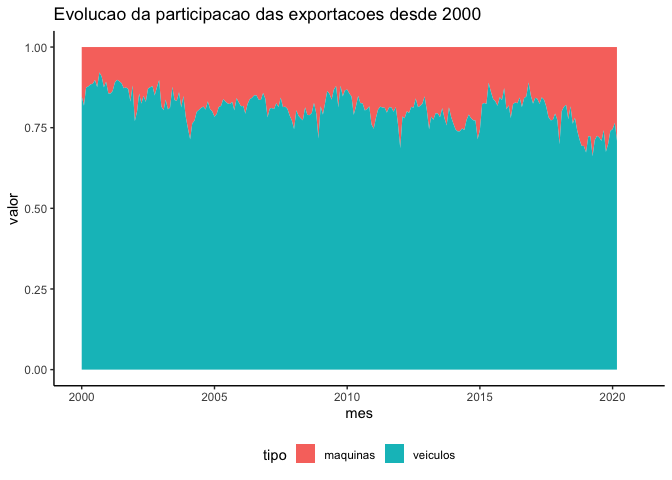 Evolucao da participacao das exportacoes desde 2000
valor
1.00
0.75
0.50
0.25
0.00
2000 2005 2010 2015 2020
mes
tipo maquinas veiculos